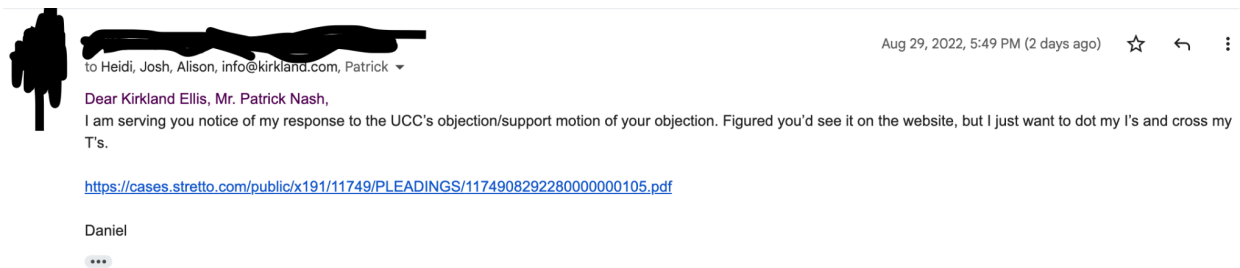 Aug 29, 2022, 5:49 PM (2 days ago)
to Heidi, Josh, Alison, info@kirkland.com, Patrick
Dear Kirkland Ellis, Mr. Patrick Nash,
I am serving you notice of my response to the UCC’s objection/support motion of your objection. Figured you’d see it on the website, but I just want to dot my I’s and cross my
T’s.
https://cases.stretto.com/public/x191/11749/PLEADINGS/1174908292280000000105.pdf
Daniel